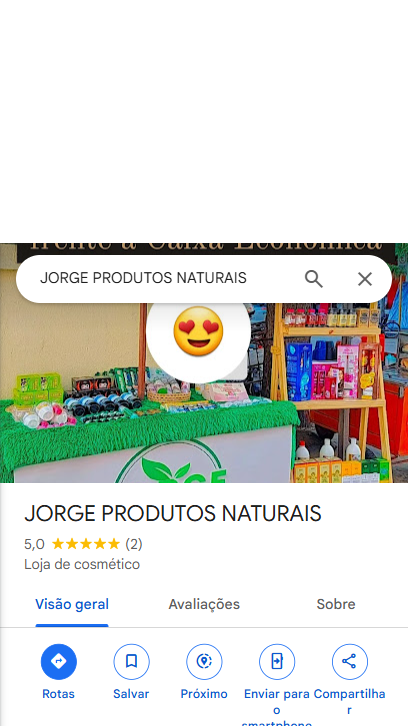 frente a Caixa Econômica
JORGE PRODUTOS NATURAIS
JORGE PRODUTOS NATURAIS
5,0 ★★★★★ (2)
Loja de cosmético
Visão geral Avaliações Sobre
Rotas Salvar Próximo Enviar para o smartphone Compartilhar